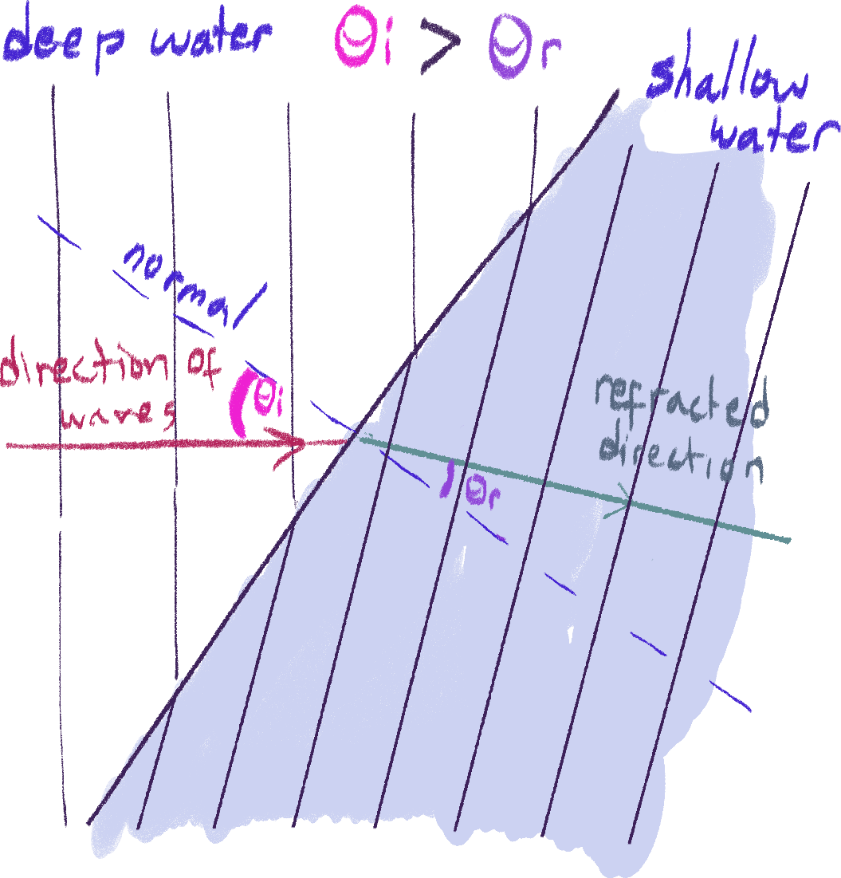 deep water
θi > θr
shallow
water
normal
direction of
waves
θi
refracted
direction
θr